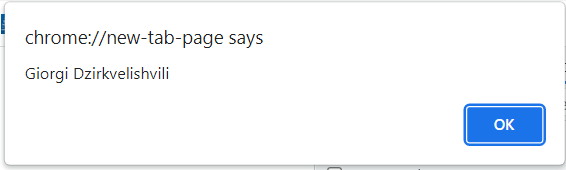 chrome://new-tab-page says
Giorgi Dzirkvelishvili
OK